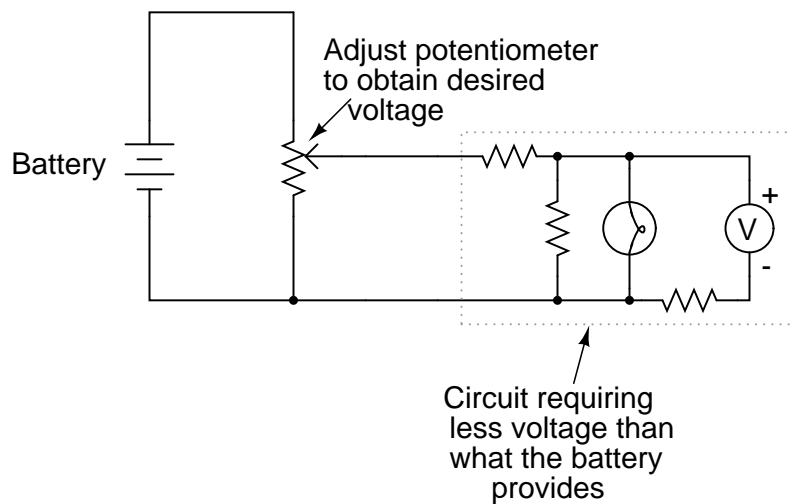 Adjust potentiometer
to obtain desired
voltage
Battery
+
V
-
Circuit requiring
less voltage than
what the battery
provides